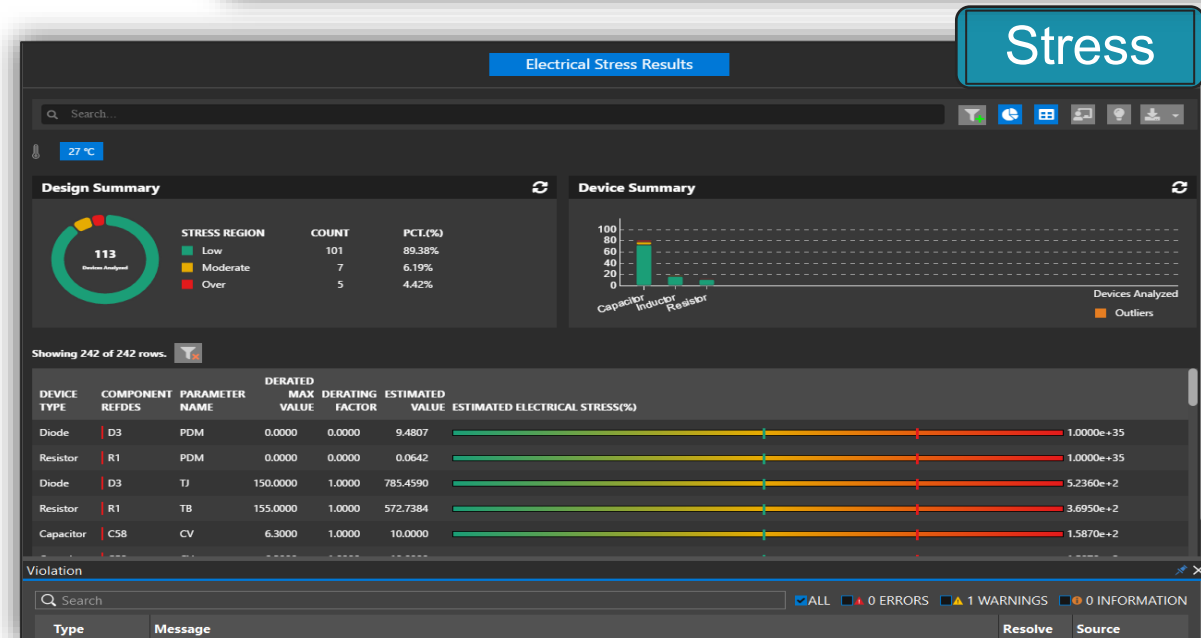 Stress
Electrical Stress Results
Search...
27 °C
Design Summary
Device Summary
113
Devices Analyzed
STRESS REGION COUNT PCT.(%)
Low 101 89.38%
Moderate 7 6.19%
Over 5 4.42%
100
80
60
40
20
0
Capacitor
Inductor
Resistor
Devices Analyzed
Outliers
Showing 242 of 242 rows.
DEVICE TYPE COMPONENT REFDES PARAMETER NAME DERATED MAX VALUE DERATING FACTOR ESTIMATED VALUE ESTIMATED ELECTRICAL STRESS(%)
Diode D3 PDM 0.0000 0.0000 9.4807 1.0000e+35
Resistor R1 PDM 0.0000 0.0000 0.0642 1.0000e+35
Diode D3 TJ 150.0000 1.0000 785.4590 5.2360e+2
Resistor R1 TB 155.0000 1.0000 572.7384 3.6950e+2
Capacitor C58 CV 6.3000 1.0000 10.0000 1.5870e+2
Violation
Search
ALL 0 ERRORS 1 WARNINGS 0 INFORMATION
Type Message Resolve Source